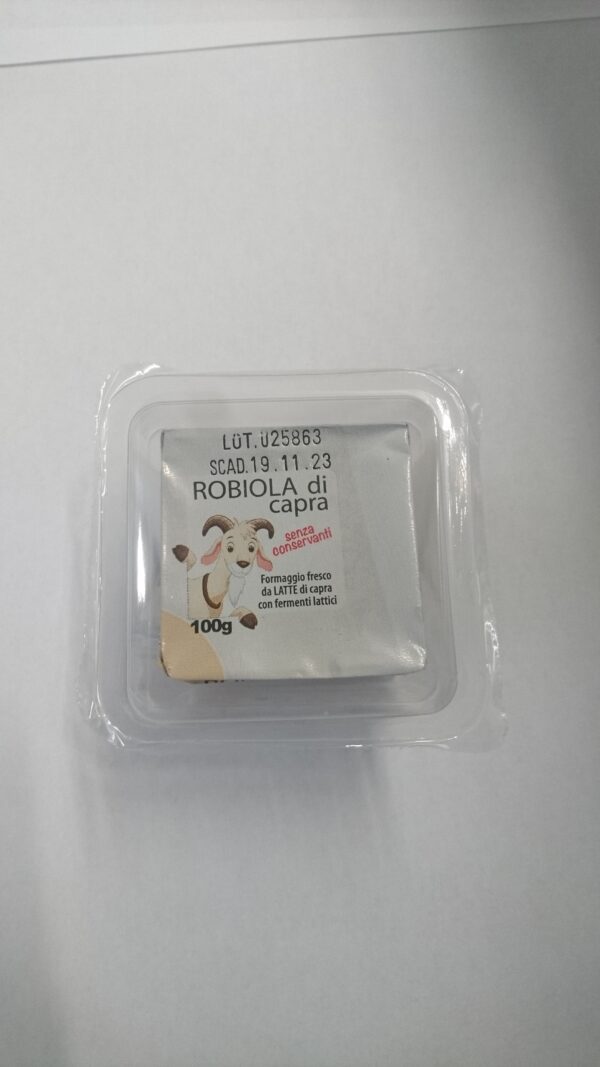 LOT.025863
SCAD.19.11.23
ROBIOLA di
capra
senza
conservanti
Formaggio fresco
da LATTE di capra
con fermenti lattici
100g